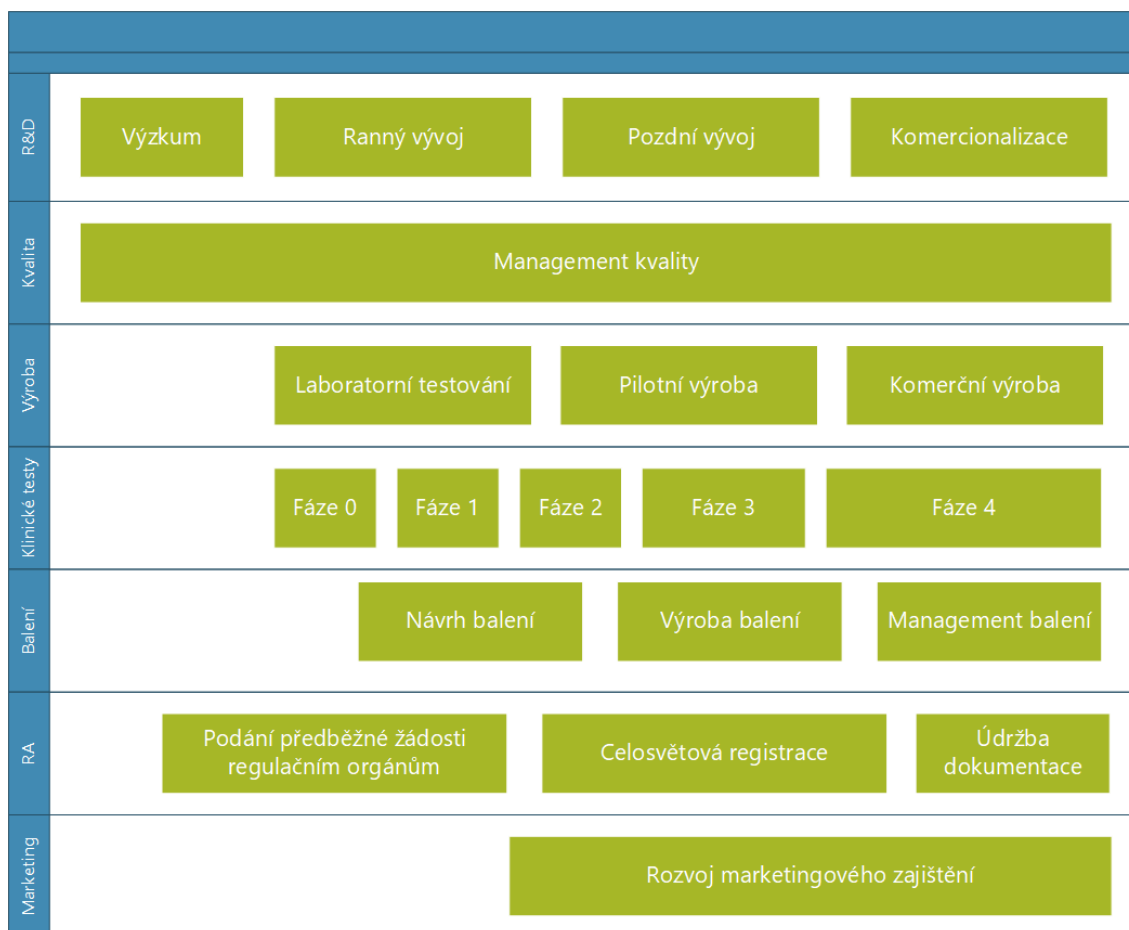 R&D
Výzkum
Ranný vývoj
Pozdní vývoj
Komercionalizace
Kvalita
Management kvality
Výroba
Laboratorní testování
Pilotní výroba
Komerční výroba
Klinické testy
Fáze 0
Fáze 1
Fáze 2
Fáze 3
Fáze 4
Balení
Návrh balení
Výroba balení
Management balení
RA
Podání předběžné žádosti
regulačním orgánům
Celosvětová registrace
Údržba
dokumentace
Marketing
Rozvoj marketingového zajištění